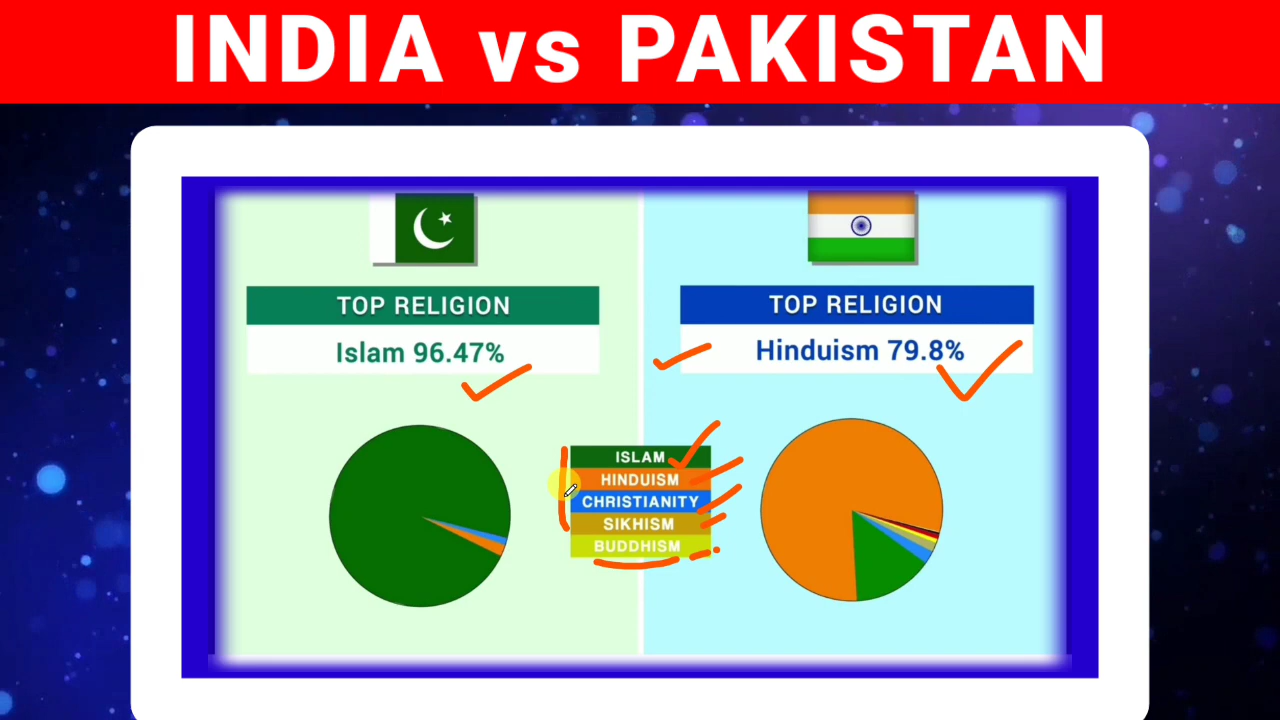 INDIA vs PAKISTAN
TOP RELIGION
Islam 96.47%
TOP RELIGION
Hinduism 79.8%
ISLAM
HINDUISM
CHRISTIANITY
SIKHISM
BUDDHISM